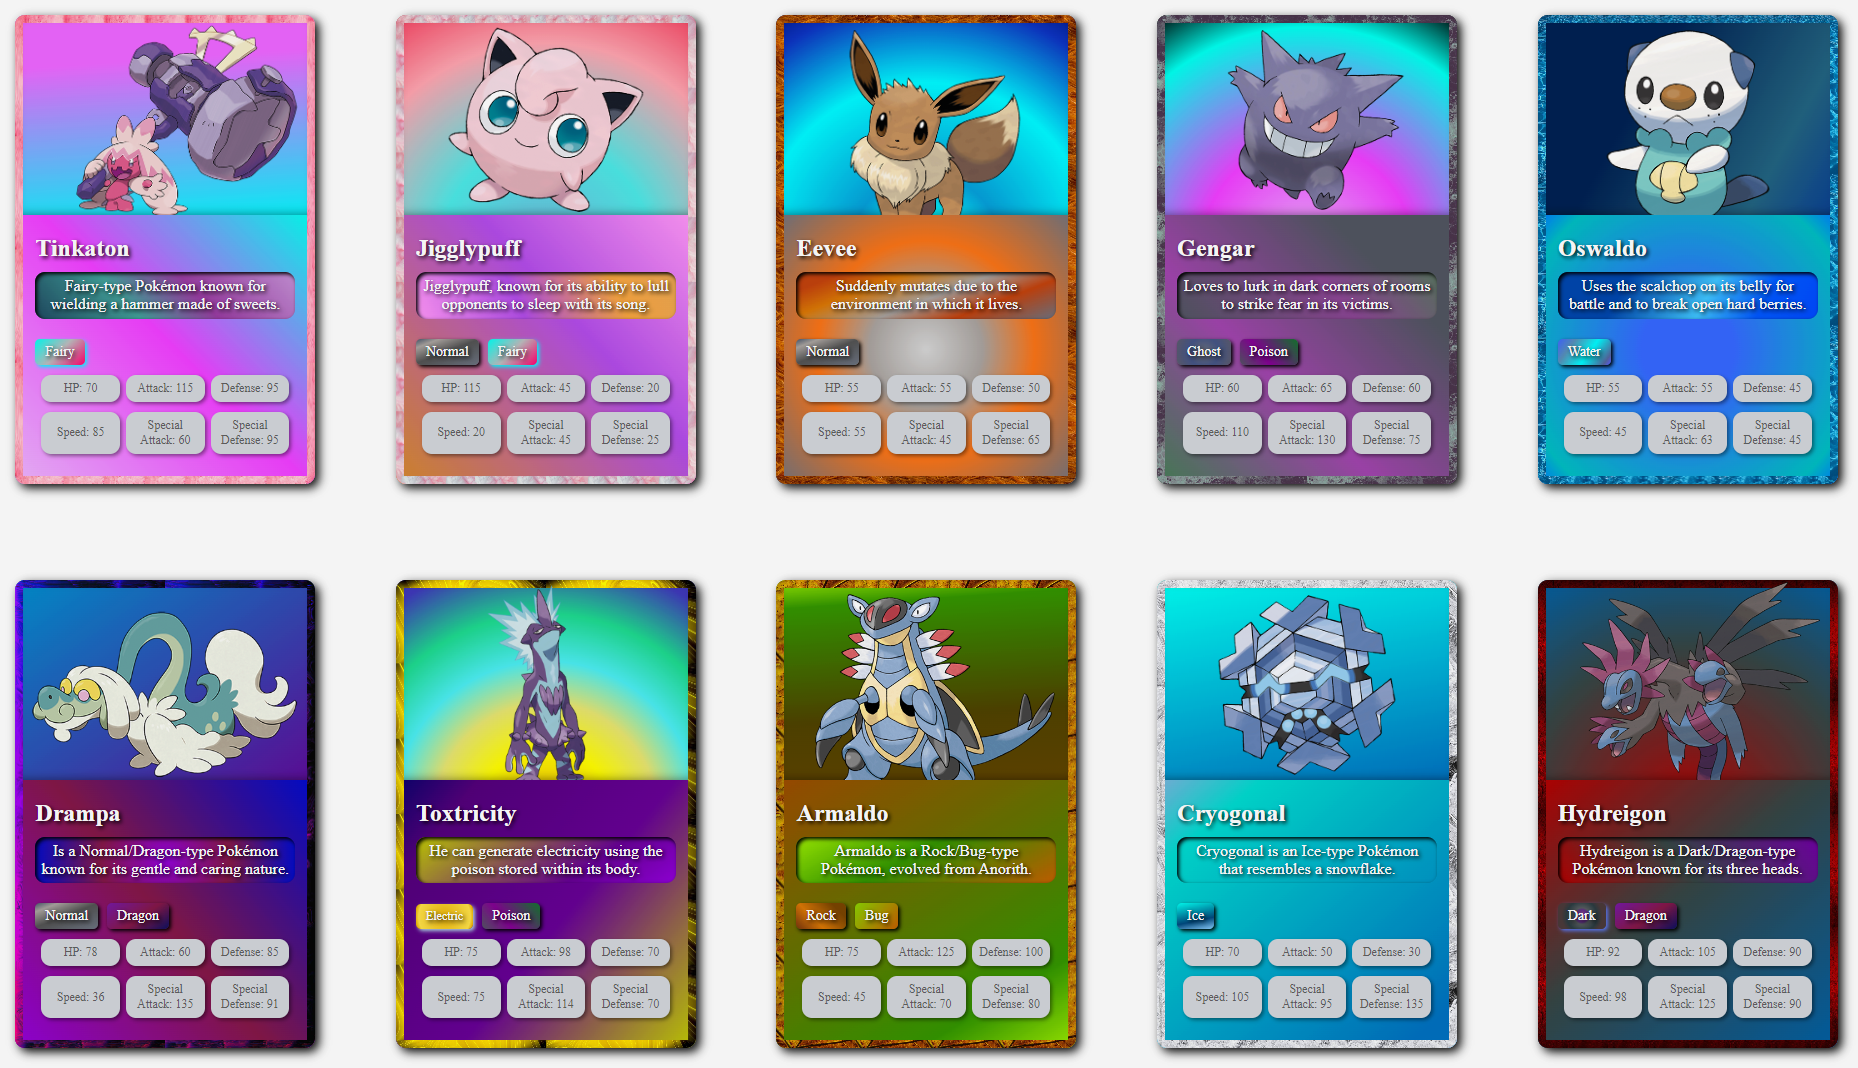 Tinkaton
Fairy-type Pokémon known for
wielding a hammer made of sweets.
Fairy
HP: 70
Attack: 115
Defense: 95
Speed: 85
Special
Attack: 60
Special
Defense: 95
Jigglypuff
Jigglypuff, known for its ability to lull
opponents to sleep with its song.
Normal
Fairy
HP: 115
Attack: 45
Defense: 20
Speed: 20
Special
Attack: 45
Special
Defense: 25
Eevee
Suddenly mutates due to the
environment in which it lives.
Normal
HP: 55
Attack: 55
Defense: 50
Speed: 55
Special
Attack: 45
Special
Defense: 65
Gengar
Loves to lurk in dark corners of rooms
to strike fear in its victims.
Ghost
Poison
HP: 60
Attack: 65
Defense: 60
Speed: 110
Special
Attack: 130
Special
Defense: 75
Oswaldo
Uses the scalchop on its belly for
battle and to break open hard berries.
Water
HP: 55
Attack: 55
Defense: 45
Speed: 45
Special
Attack: 63
Special
Defense: 45
Drampa
Is a Normal/Dragon-type Pokémon
known for its gentle and caring nature.
Normal
Dragon
HP: 78
Attack: 60
Defense: 85
Speed: 36
Special
Attack: 135
Special
Defense: 91
Toxtricity
He can generate electricity using the
poison stored within its body.
Electric
Poison
HP: 75
Attack: 98
Defense: 70
Speed: 75
Special
Attack: 114
Special
Defense: 70
Armaldo
Armaldo is a Rock/Bug-type
Pokémon, evolved from Anorith.
Rock
Bug
HP: 75
Attack: 125
Defense: 100
Speed: 45
Special
Attack: 70
Special
Defense: 80
Cryogonal
Cryogonal is an Ice-type Pokémon
that resembles a snowflake.
Ice
HP: 70
Attack: 50
Defense: 30
Speed: 105
Special
Attack: 95
Special
Defense: 135
Hydreigon
Hydreigon is a Dark/Dragon-type
Pokémon known for its three heads.
Dark
Dragon
HP: 92
Attack: 105
Defense: 90
Speed: 98
Special
Attack: 125
Special
Defense: 90